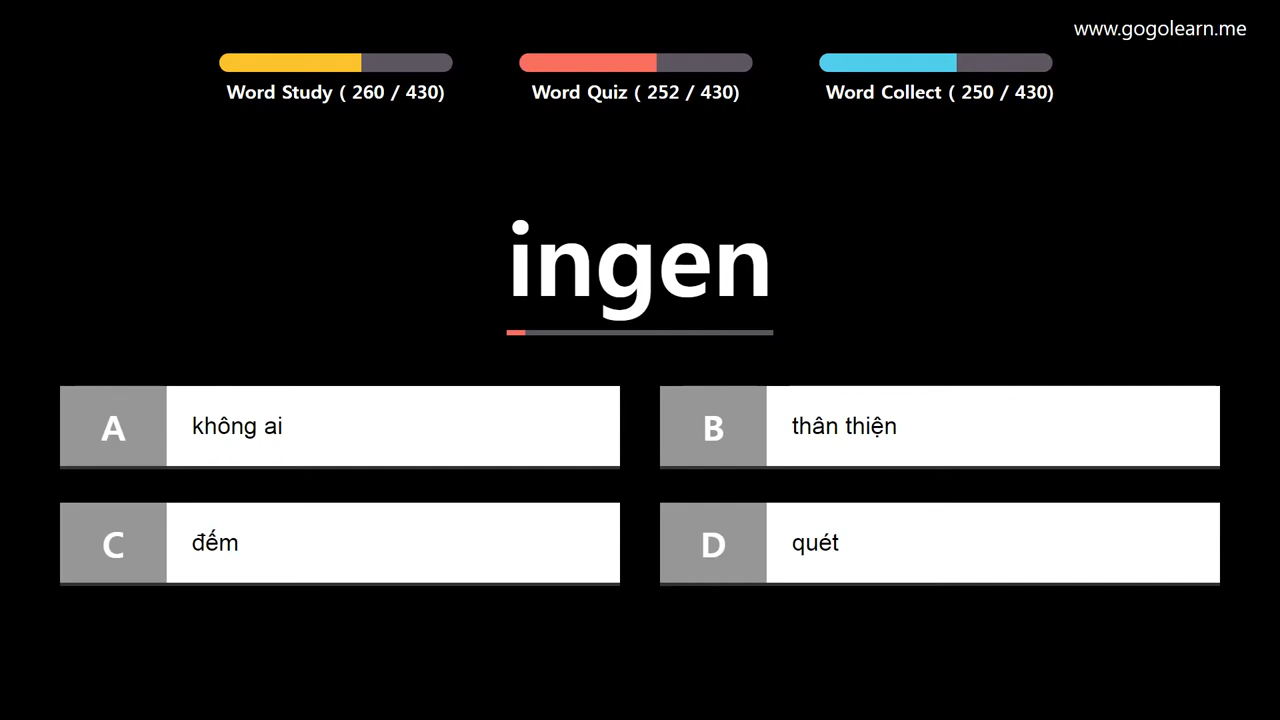 www.gogolearn.me
Word Study ( 260 / 430)
Word Quiz ( 252 / 430)
Word Collect ( 250 / 430)
ingen
A không ai
B thân thiện
C đếm
D quét